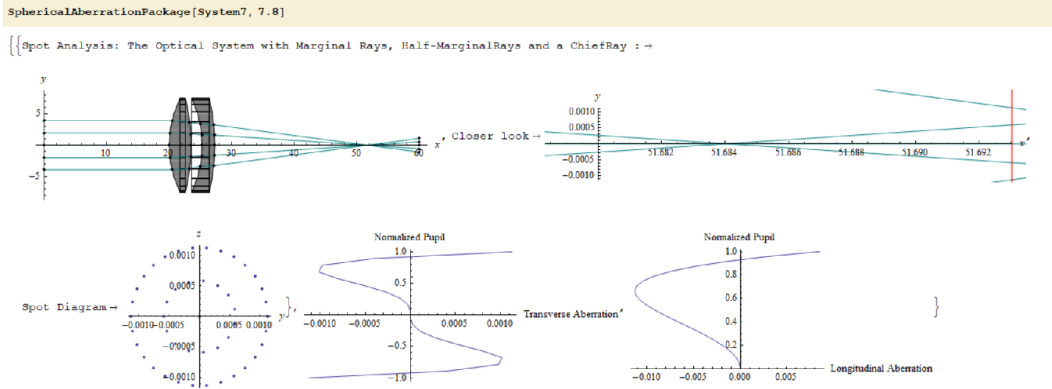 SphericalAberrationPackage[System7, 7.8]
{{Spot Analysis: The Optical System with Marginal Rays, Half-MarginalRays and a ChiefRay : →
y
5
10 20 30 40 50 60 x
-5
, Closer look →
y
0.0010
0.0005
51.682 51.684 51.686 51.688 51.690 51.692 x
-0.0005
-0.0010
,
Spot Diagram →
z
0.0010
0.0005
-0.0010 -0.0005 0.0005 0.0010 y
-0.0005
-0.0010
},
Normalized Pupil
1.0
0.5
-0.0010 -0.0005 0.0005 0.0010 Transverse Aberration
-0.5
-1.0
,
Normalized Pupil
1.0
0.8
0.6
0.4
0.2
-0.010 -0.005 0.000 0.005 Longitudinal Aberration
}